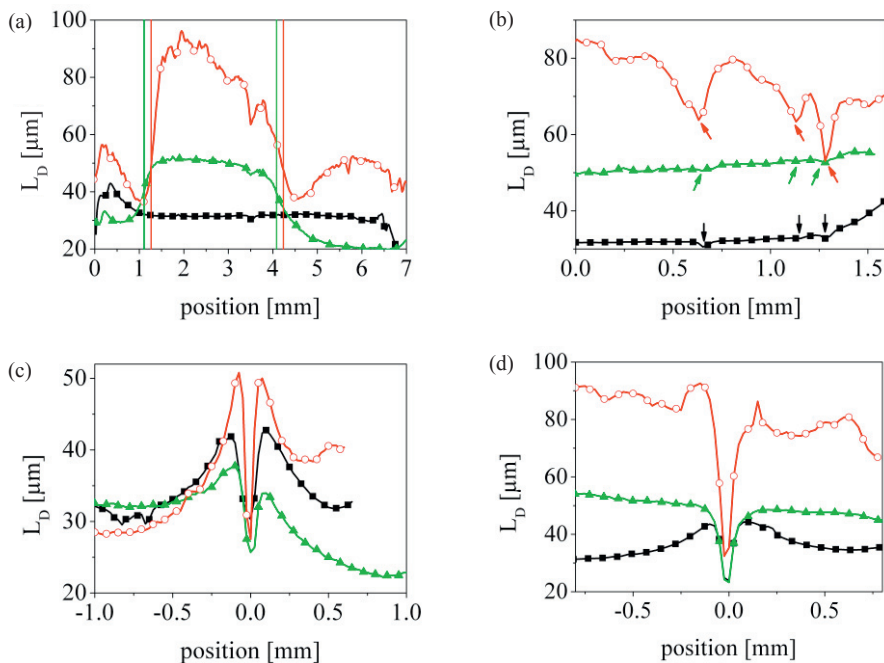 (a)
100
80
60
40
20
L_D [µm]
0 1 2 3 4 5 6 7
position [mm]
(b)
80
60
40
L_D [µm]
0.0 0.5 1.0 1.5
position [mm]
(c)
50
40
30
20
L_D [µm]
-1.0 -0.5 0.0 0.5 1.0
position [mm]
(d)
100
80
60
40
20
L_D [µm]
-0.5 0.0 0.5
position [mm]